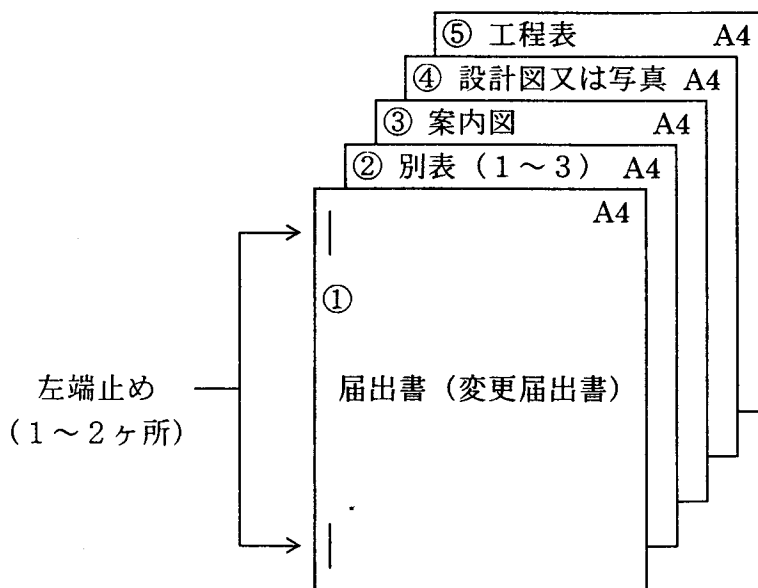 ⑤ 工程表 A4
④ 設計図又は写真 A4
③ 案内図 A4
② 別表（1～3） A4
A4
①
届出書（変更届出書）
左端止め
（1～2ヶ所）